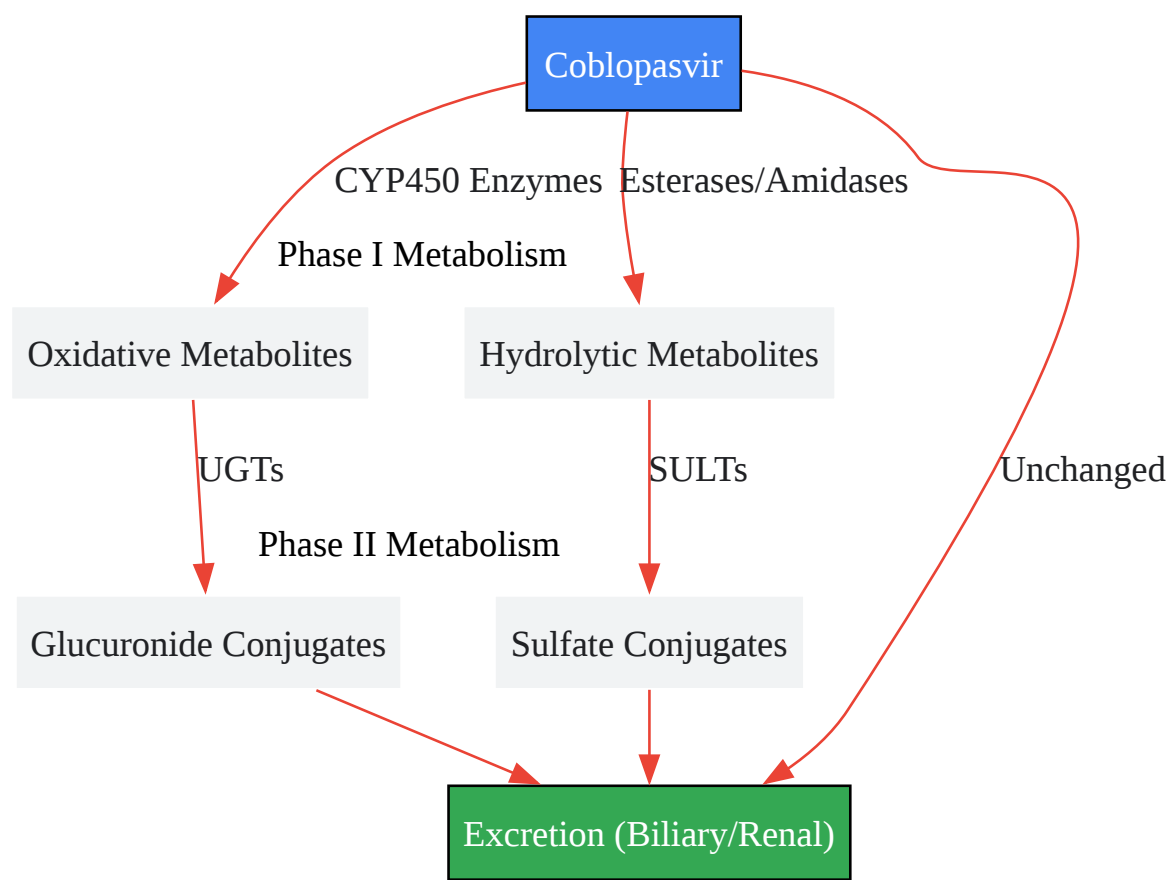 Coblopasvir
CYP450 Enzymes
Esterases/Amidases
Phase I Metabolism
Oxidative Metabolites
Hydrolytic Metabolites
UGTs
SULTs
Unchanged
Phase II Metabolism
Glucuronide Conjugates
Sulfate Conjugates
Excretion (Biliary/Renal)